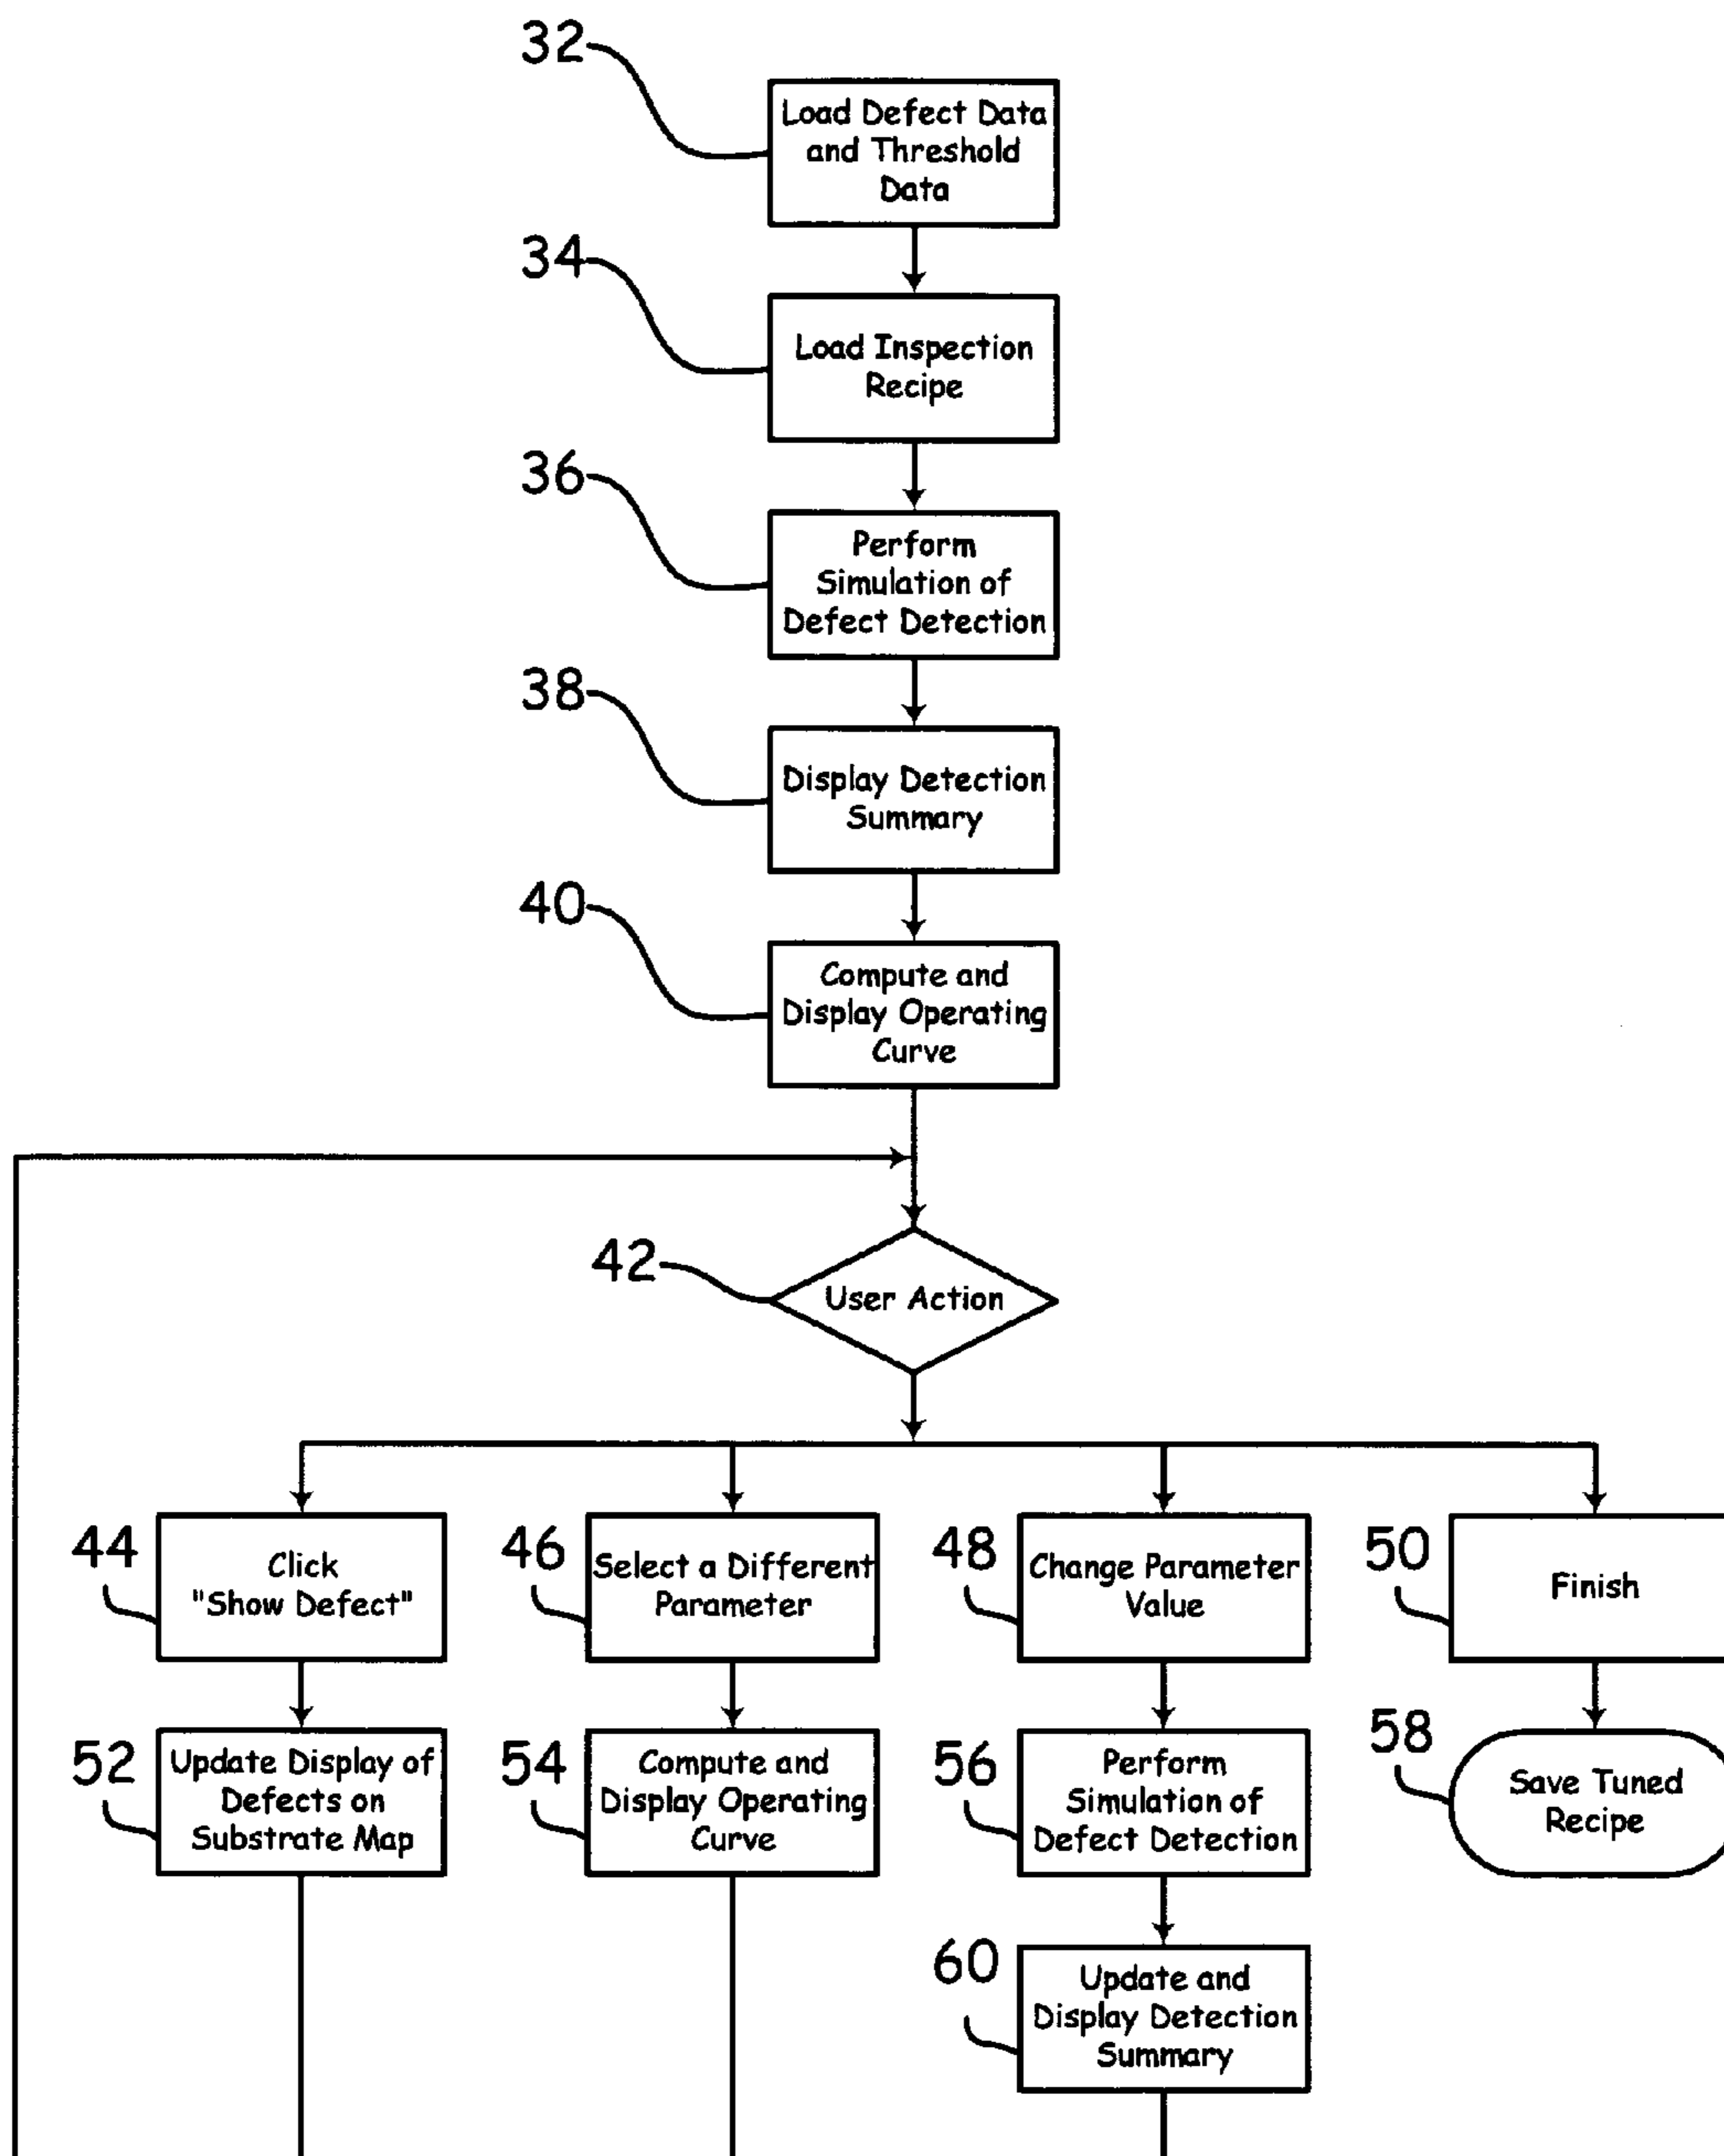 32
Load Defect Data
and Threshold
Data
34
Load Inspection
Recipe
36
Perform
Simulation of
Defect Detection
38
Display Detection
Summary
40
Compute and
Display Operating
Curve
42
User Action
44
Click
"Show Defect"
46
Select a Different
Parameter
48
Change Parameter
Value
50
Finish
52
Update Display of
Defects on
Substrate Map
54
Compute and
Display Operating
Curve
56
Perform
Simulation of
Defect Detection
58
Save Tuned
Recipe
60
Update and
Display Detection
Summary